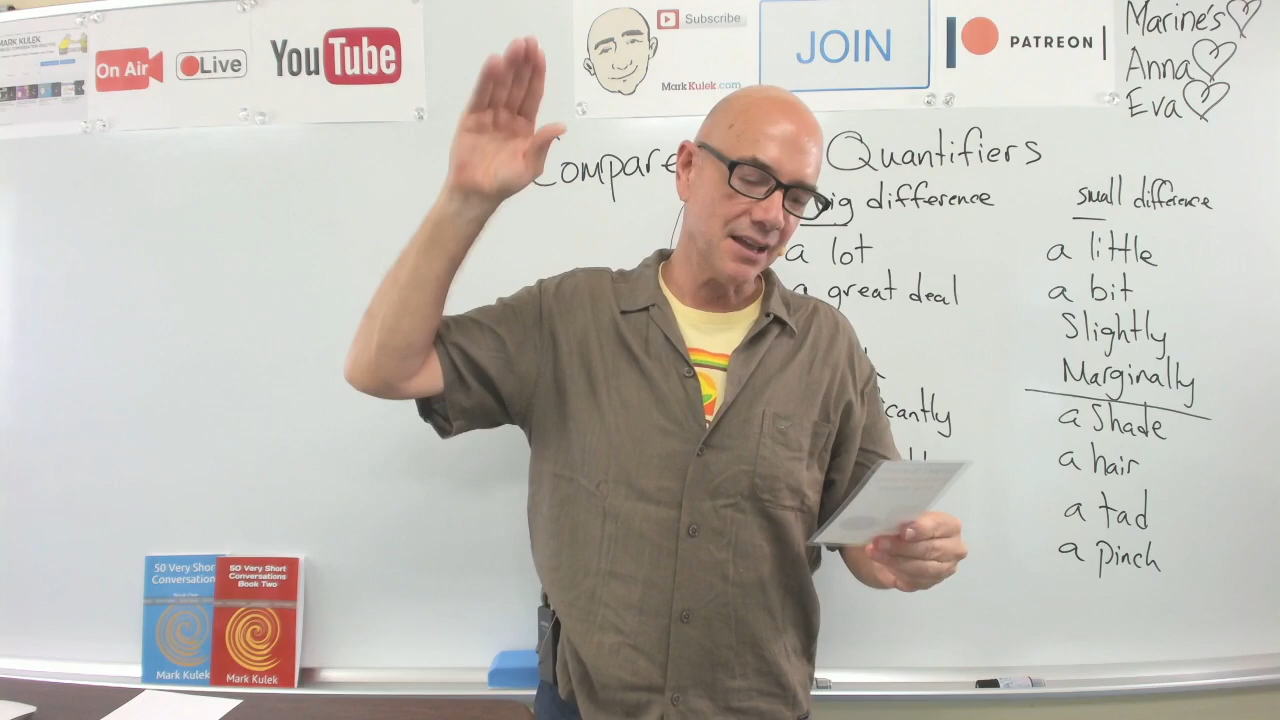 MARK KULEK
On Air
Live
YouTube
Subscribe
MarkKulek.com
JOIN
PATREON
Marine's
Anna
Eva
Quantifiers
difference
a lot
a great deal
small difference
a little
a bit
Slightly
Marginally
a Shade
a hair
a tad
a pinch
50 Very Short
Conversations
Mark Kulek
50 Very Short
Conversations
Book Two
Mark Kulek